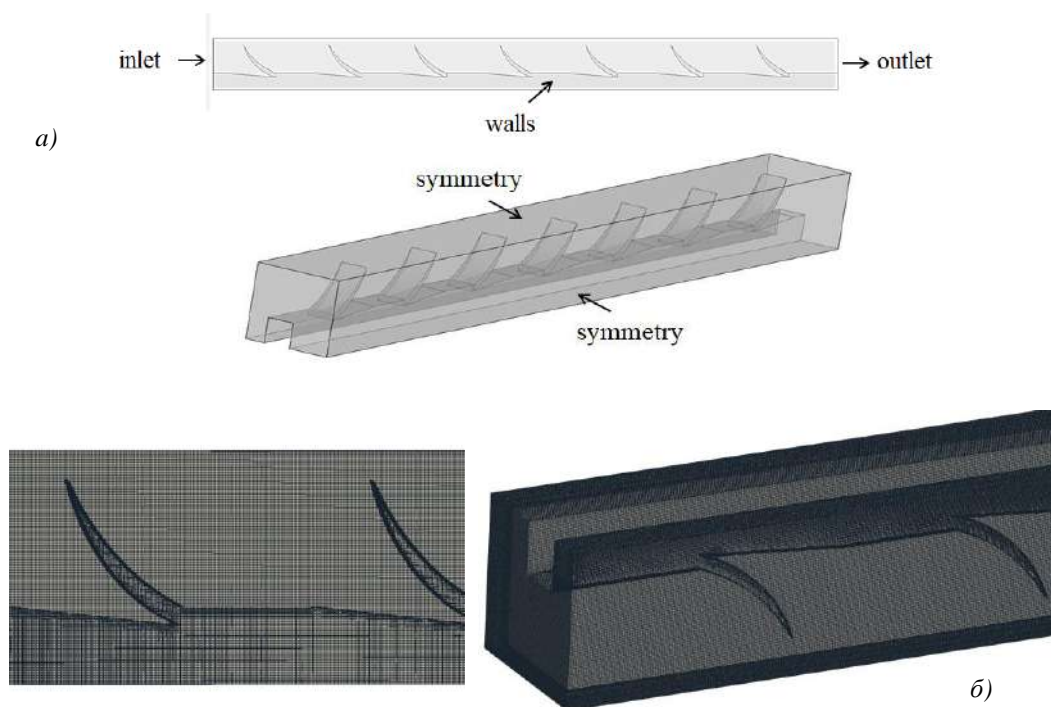 inlet
outlet
walls
а)
symmetry
symmetry
б)